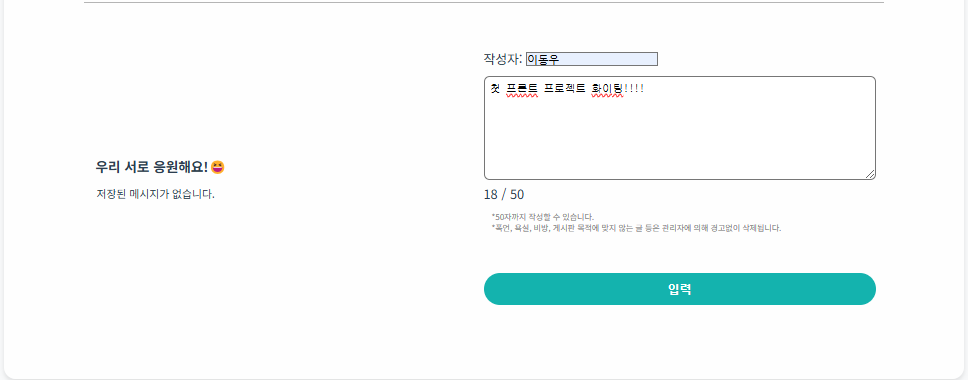 작성자: 이동우
첫 프론트 프로젝트 화이팅!!!!
우리 서로 응원해요!😆
저장된 메시지가 없습니다.
18 / 50
*50자까지 작성할 수 있습니다.
*폭언, 욕설, 비방, 게시판 목적에 맞지 않는 글 등은 관리자에 의해 경고없이 삭제됩니다.
입력